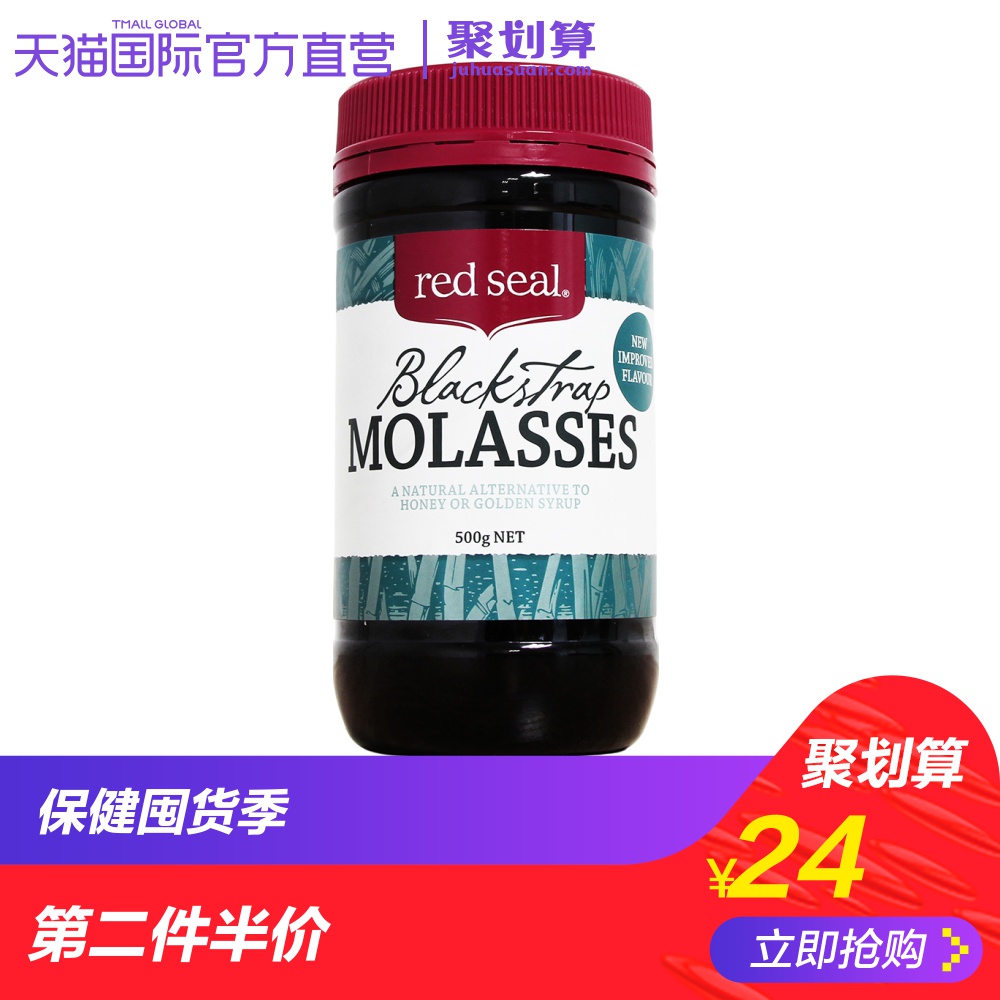 TMALL GLOBAL
天猫国际官方直营
聚划算
juhuasuan.com
red seal®
NEW
IMPROVED
FLAVOUR
Blackstrap
MOLASSES
A NATURAL ALTERNATIVE TO
HONEY OR GOLDEN SYRUP
500g NET
聚划算
保健囤货季
¥24
第二件半价
立即抢购